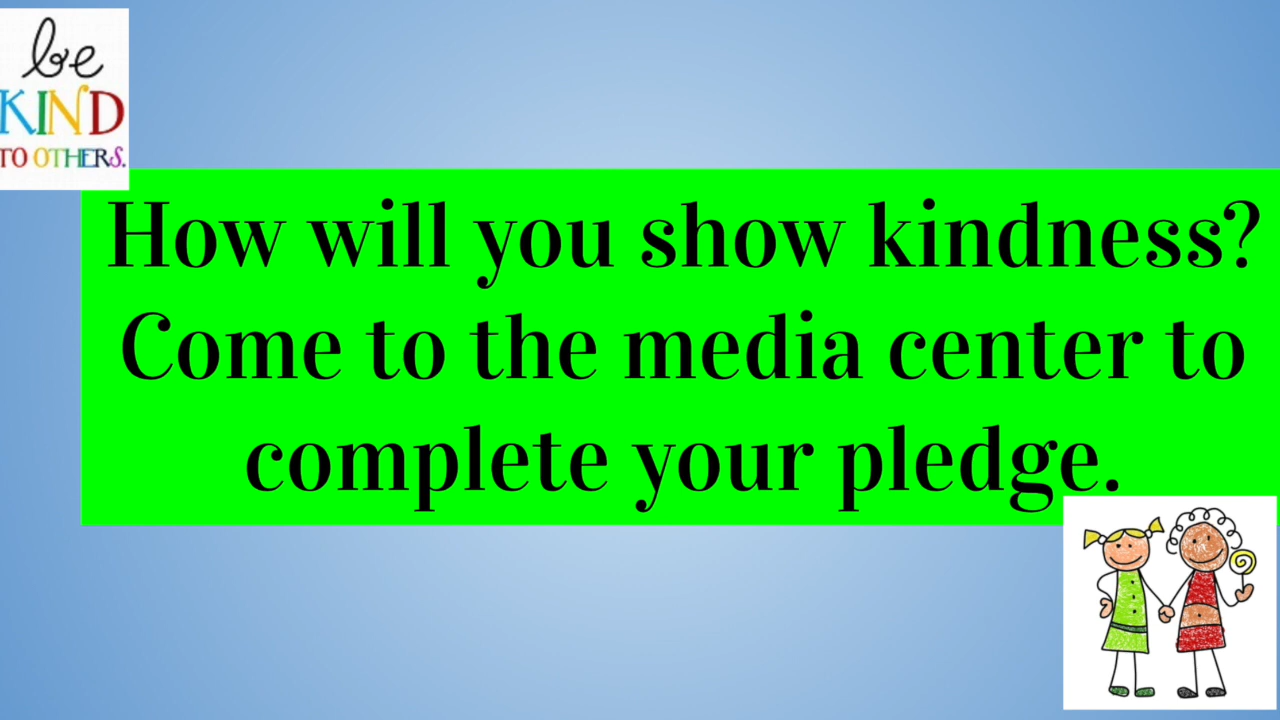 be
KIND
TO OTHERS.
How will you show kindness?
Come to the media center to
complete your pledge.